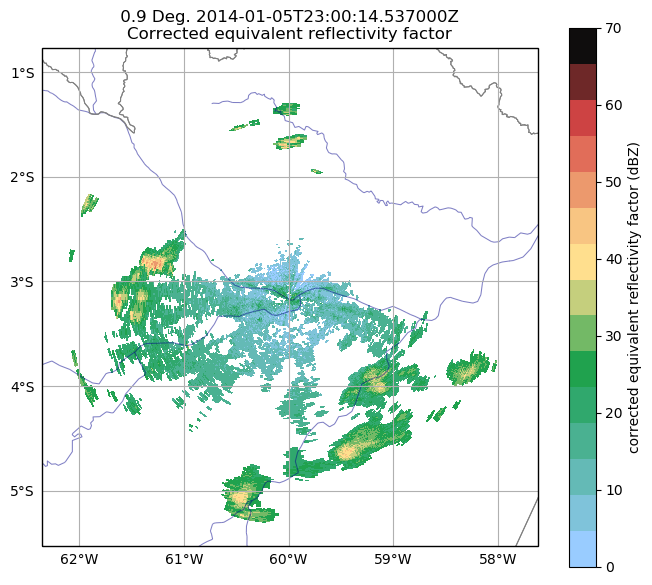 0.9 Deg. 2014-01-05T23:00:14.537000Z
Corrected equivalent reflectivity factor
1°S
2°S
3°S
4°S
5°S
62°W
61°W
60°W
59°W
58°W
70
60
50
40
30
20
10
0
corrected equivalent reflectivity factor (dBZ)